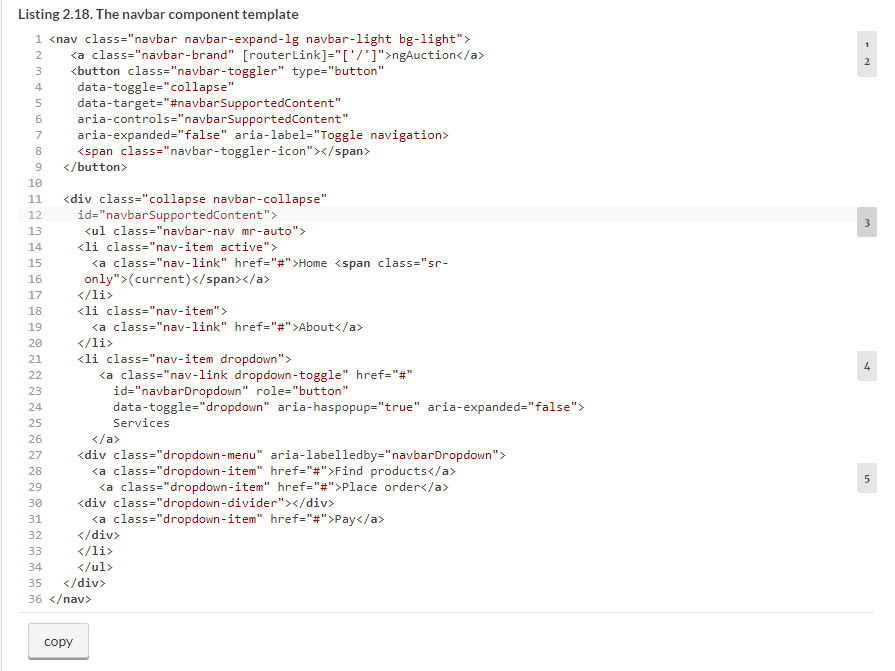 Listing 2.18. The navbar component template
1 <nav class="navbar navbar-expand-lg navbar-light bg-light">
1
2 <a class="navbar-brand" [routerLink]="['/']">ngAuction</a>
2
3 <button class="navbar-toggler" type="button"
4 data-toggle="collapse"
5 data-target="#navbarSupportedContent"
6 aria-controls="navbarSupportedContent"
7 aria-expanded="false" aria-label="Toggle navigation>
8 <span class="navbar-toggler-icon"></span>
9 </button>
10
11 <div class="collapse navbar-collapse"
12 id="navbarSupportedContent">
3
13 <ul class="navbar-nav mr-auto">
14 <li class="nav-item active">
15 <a class="nav-link" href="#">Home <span class="sr-
16 only">(current)</span></a>
17 </li>
18 <li class="nav-item">
19 <a class="nav-link" href="#">About</a>
20 </li>
21 <li class="nav-item dropdown">
4
22 <a class="nav-link dropdown-toggle" href="#"
23 id="navbarDropdown" role="button"
24 data-toggle="dropdown" aria-haspopup="true" aria-expanded="false">
25 Services
26 </a>
27 <div class="dropdown-menu" aria-labelledby="navbarDropdown">
28 <a class="dropdown-item" href="#">Find products</a>
5
29 <a class="dropdown-item" href="#">Place order</a>
30 <div class="dropdown-divider"></div>
31 <a class="dropdown-item" href="#">Pay</a>
32 </div>
33 </li>
34 </ul>
35 </div>
36 </nav>
copy